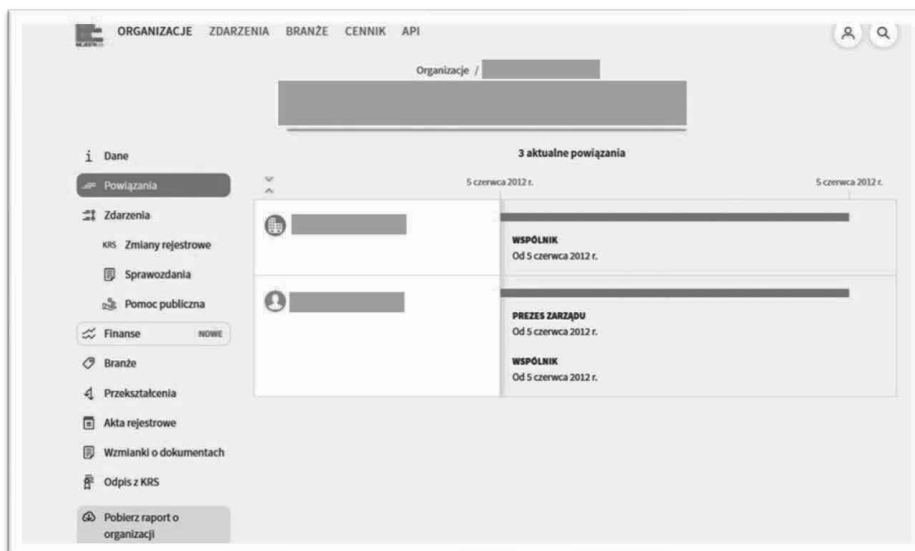 ORGANIZACJE ZDARZENIA BRANŻE CENNIK API
Organizacje /
3 aktualne powiązania
i Dane
Powiązania
5 czerwca 2012 r. 5 czerwca 2012 r.
Zdarzenia
KRS Zmiany rejestrowe
Sprawozdania
Pomoc publiczna
Finanse NOWE
Branże
Przekształcenia
Akta rejestrowe
Wzmianki o dokumentach
Odpis z KRS
Pobierz raport o
organizacji
WSPÓLNIK
Od 5 czerwca 2012 r.
PREZES ZARZĄDU
Od 5 czerwca 2012 r.
WSPÓLNIK
Od 5 czerwca 2012 r.